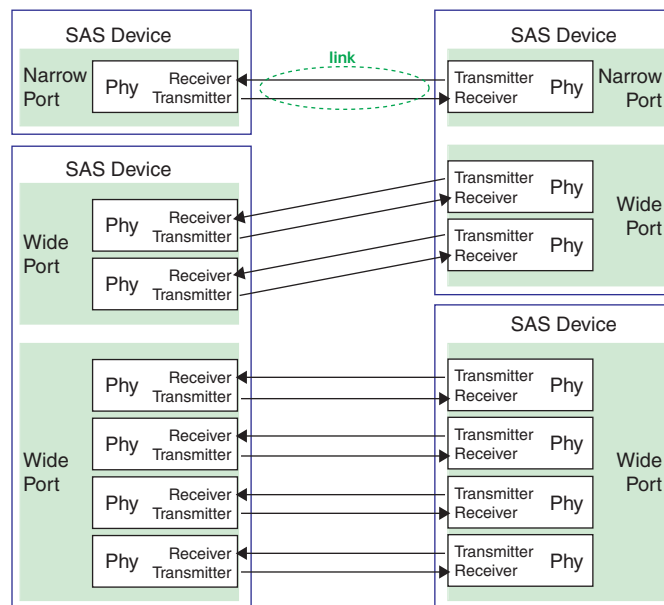 SAS Device
Narrow
Port
Phy
Receiver
Transmitter
link
SAS Device
Transmitter
Receiver
Phy
Narrow
Port
SAS Device
Wide
Port
Phy
Receiver
Transmitter
Phy
Receiver
Transmitter
Transmitter
Receiver
Phy
Transmitter
Receiver
Phy
Wide
Port
Wide
Port
Phy
Receiver
Transmitter
Phy
Receiver
Transmitter
Phy
Receiver
Transmitter
Phy
Receiver
Transmitter
SAS Device
Transmitter
Receiver
Phy
Transmitter
Receiver
Phy
Transmitter
Receiver
Phy
Transmitter
Receiver
Phy
Wide
Port